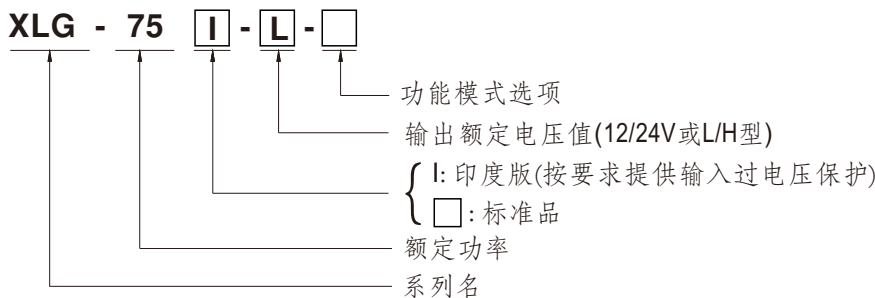 XLG - 75 I - L - □
功能模式选项
输出额定电压值(12/24V或L/H型)
I: 印度版(按要求提供输入过电压保护)
□: 标准品
额定功率
系列名